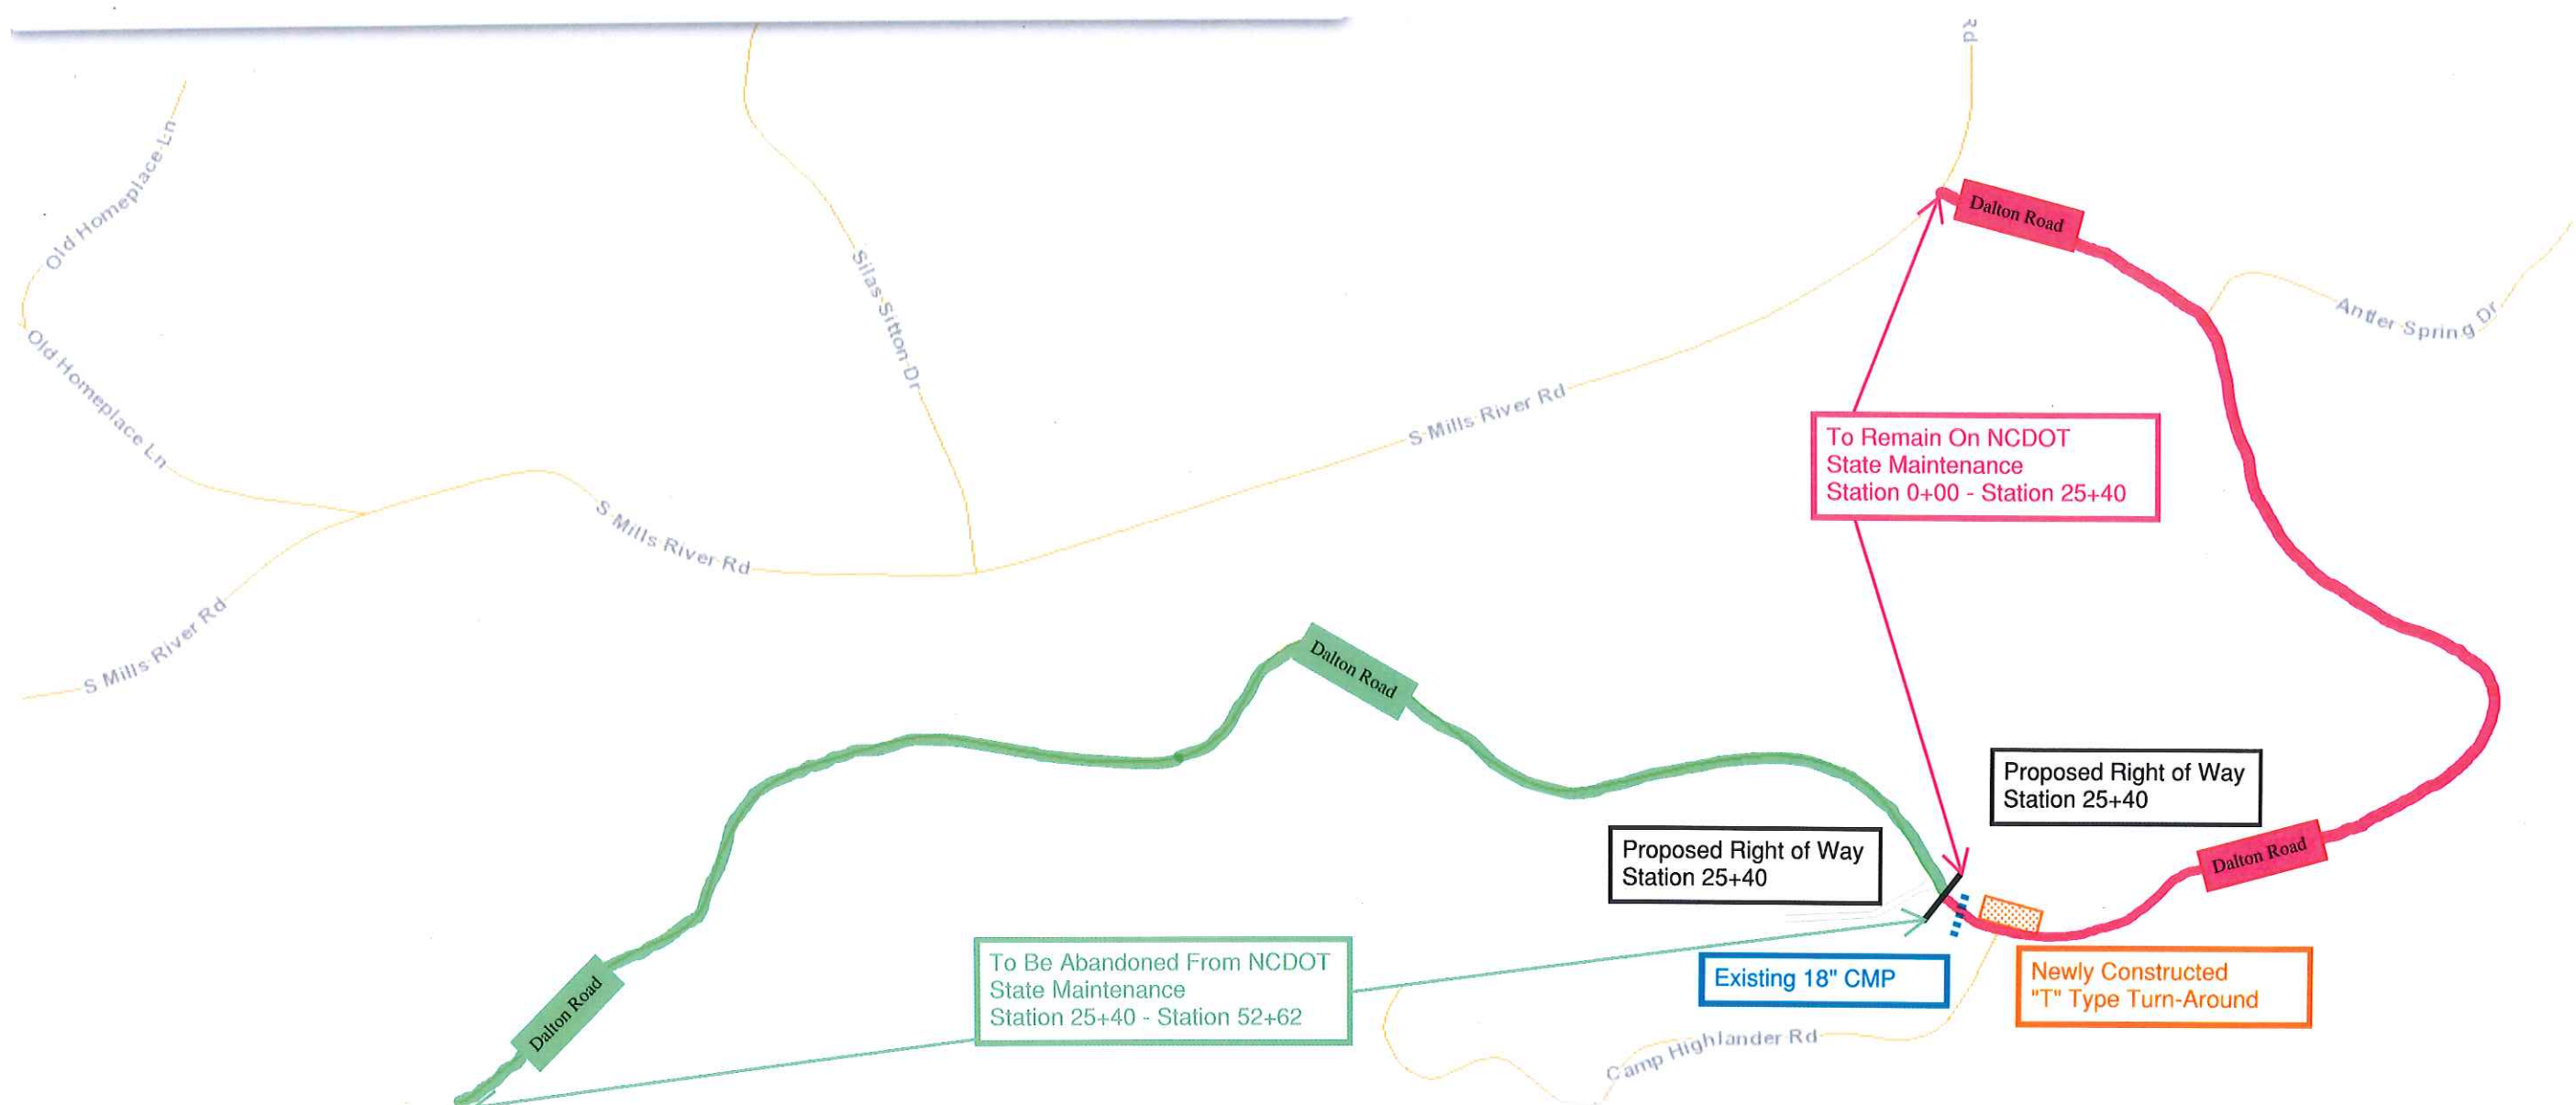 Rd
Old Homeplace Ln
Silas Sitton Dr
Dalton Road
Antler Spring Dr
Old Homeplace Ln
S Mills River Rd
To Remain On NCDOT
State Maintenance
Station 0+00 - Station 25+40
S Mills River Rd
S Mills River Rd
Dalton Road
Proposed Right of Way
Station 25+40
Proposed Right of Way
Station 25+40
Dalton Road
To Be Abandoned From NCDOT
State Maintenance
Station 25+40 - Station 52+62
Existing 18" CMP
Newly Constructed
"T" Type Turn-Around
Dalton Road
Camp Highlander Rd